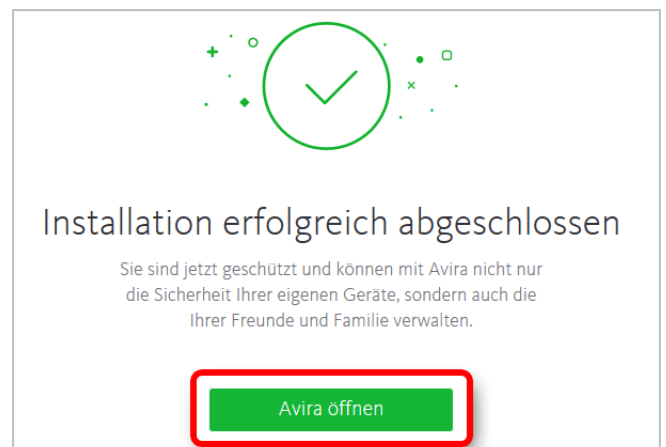 Installation erfolgreich abgeschlossen
Sie sind jetzt geschützt und können mit Avira nicht nur
die Sicherheit Ihrer eigenen Geräte, sondern auch die
Ihrer Freunde und Familie verwalten.
Avira öffnen